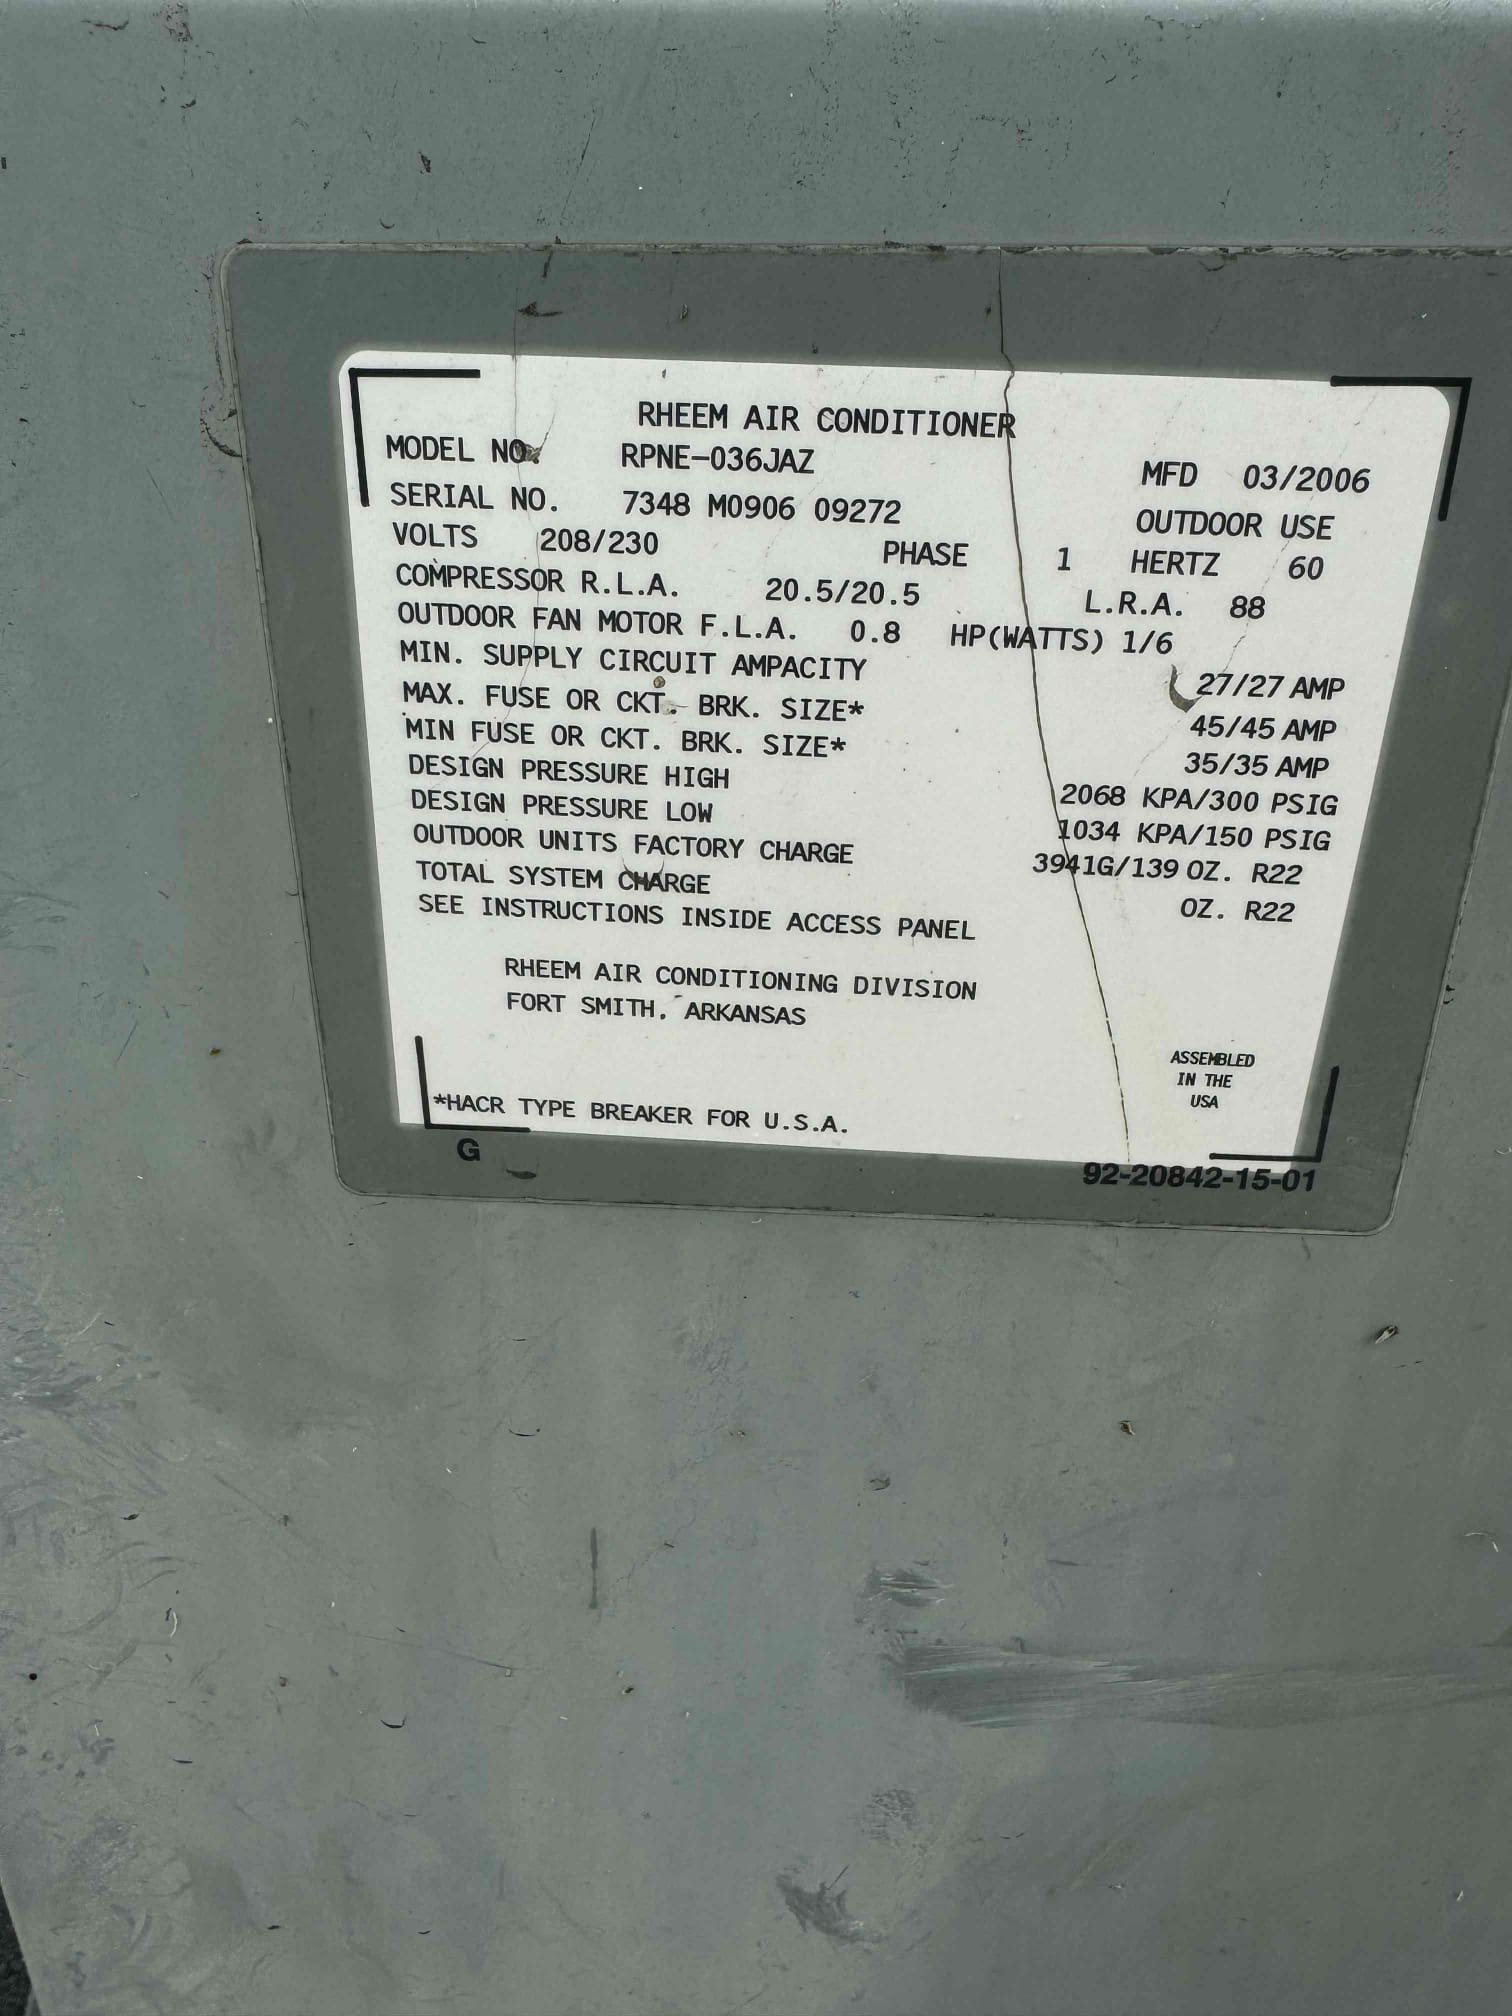 RHEEM AIR CONDITIONER
MODEL NO. RPNE-036JAZ MFD 03/2006
SERIAL NO. 7348 M0906 09272 OUTDOOR USE
VOLTS 208/230 PHASE 1 HERTZ 60
COMPRESSOR R.L.A. 20.5/20.5 L.R.A. 88
OUTDOOR FAN MOTOR F.L.A. 0.8 HP(WATTS) 1/6
MIN. SUPPLY CIRCUIT AMPACITY 27/27 AMP
MAX. FUSE OR CKT. BRK. SIZE* 45/45 AMP
MIN FUSE OR CKT. BRK. SIZE* 35/35 AMP
DESIGN PRESSURE HIGH 2068 KPA/300 PSIG
DESIGN PRESSURE LOW 1034 KPA/150 PSIG
OUTDOOR UNITS FACTORY CHARGE 3941G/139 OZ. R22
TOTAL SYSTEM CHARGE OZ. R22
SEE INSTRUCTIONS INSIDE ACCESS PANEL
RHEEM AIR CONDITIONING DIVISION
FORT SMITH, ARKANSAS
ASSEMBLED
IN THE
USA
*HACR TYPE BREAKER FOR U.S.A.
G
92-20842-15-01